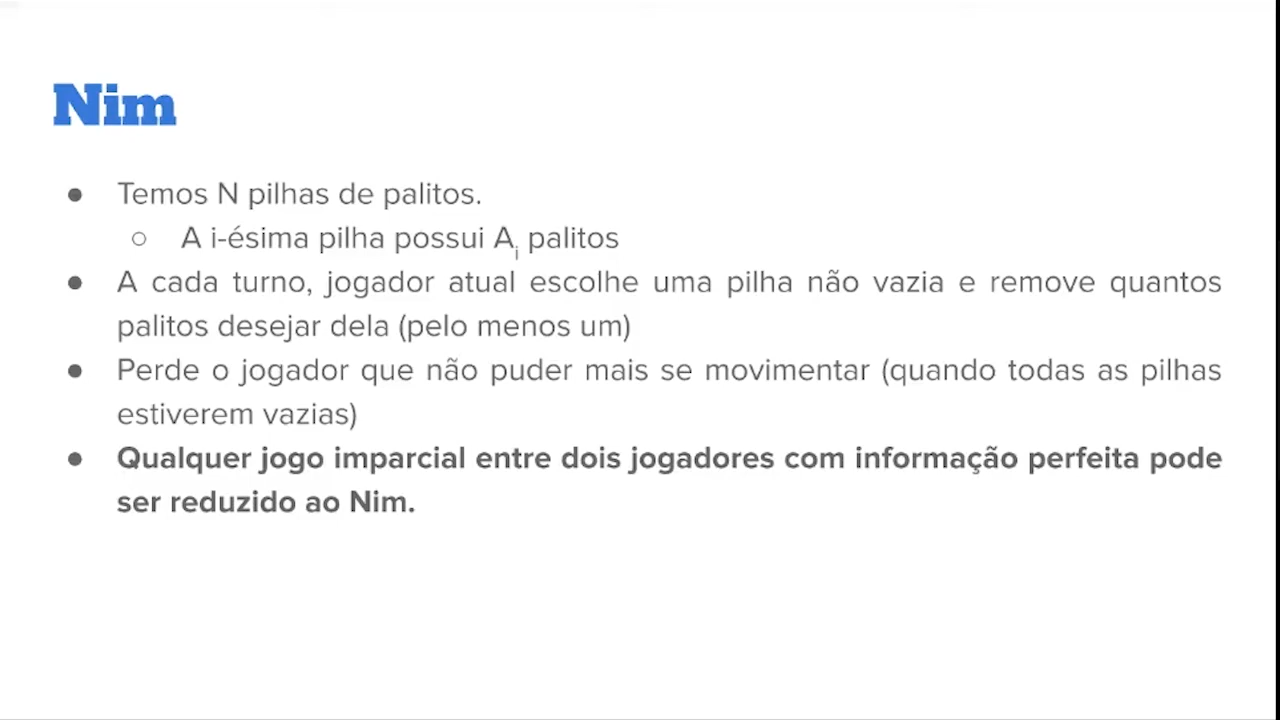 Nim
● Temos N pilhas de palitos.
○ A i-ésima pilha possui Ai palitos
● A cada turno, jogador atual escolhe uma pilha não vazia e remove quantos
palitos desejar dela (pelo menos um)
● Perde o jogador que não puder mais se movimentar (quando todas as pilhas
estiverem vazias)
● Qualquer jogo imparcial entre dois jogadores com informação perfeita pode
ser reduzido ao Nim.